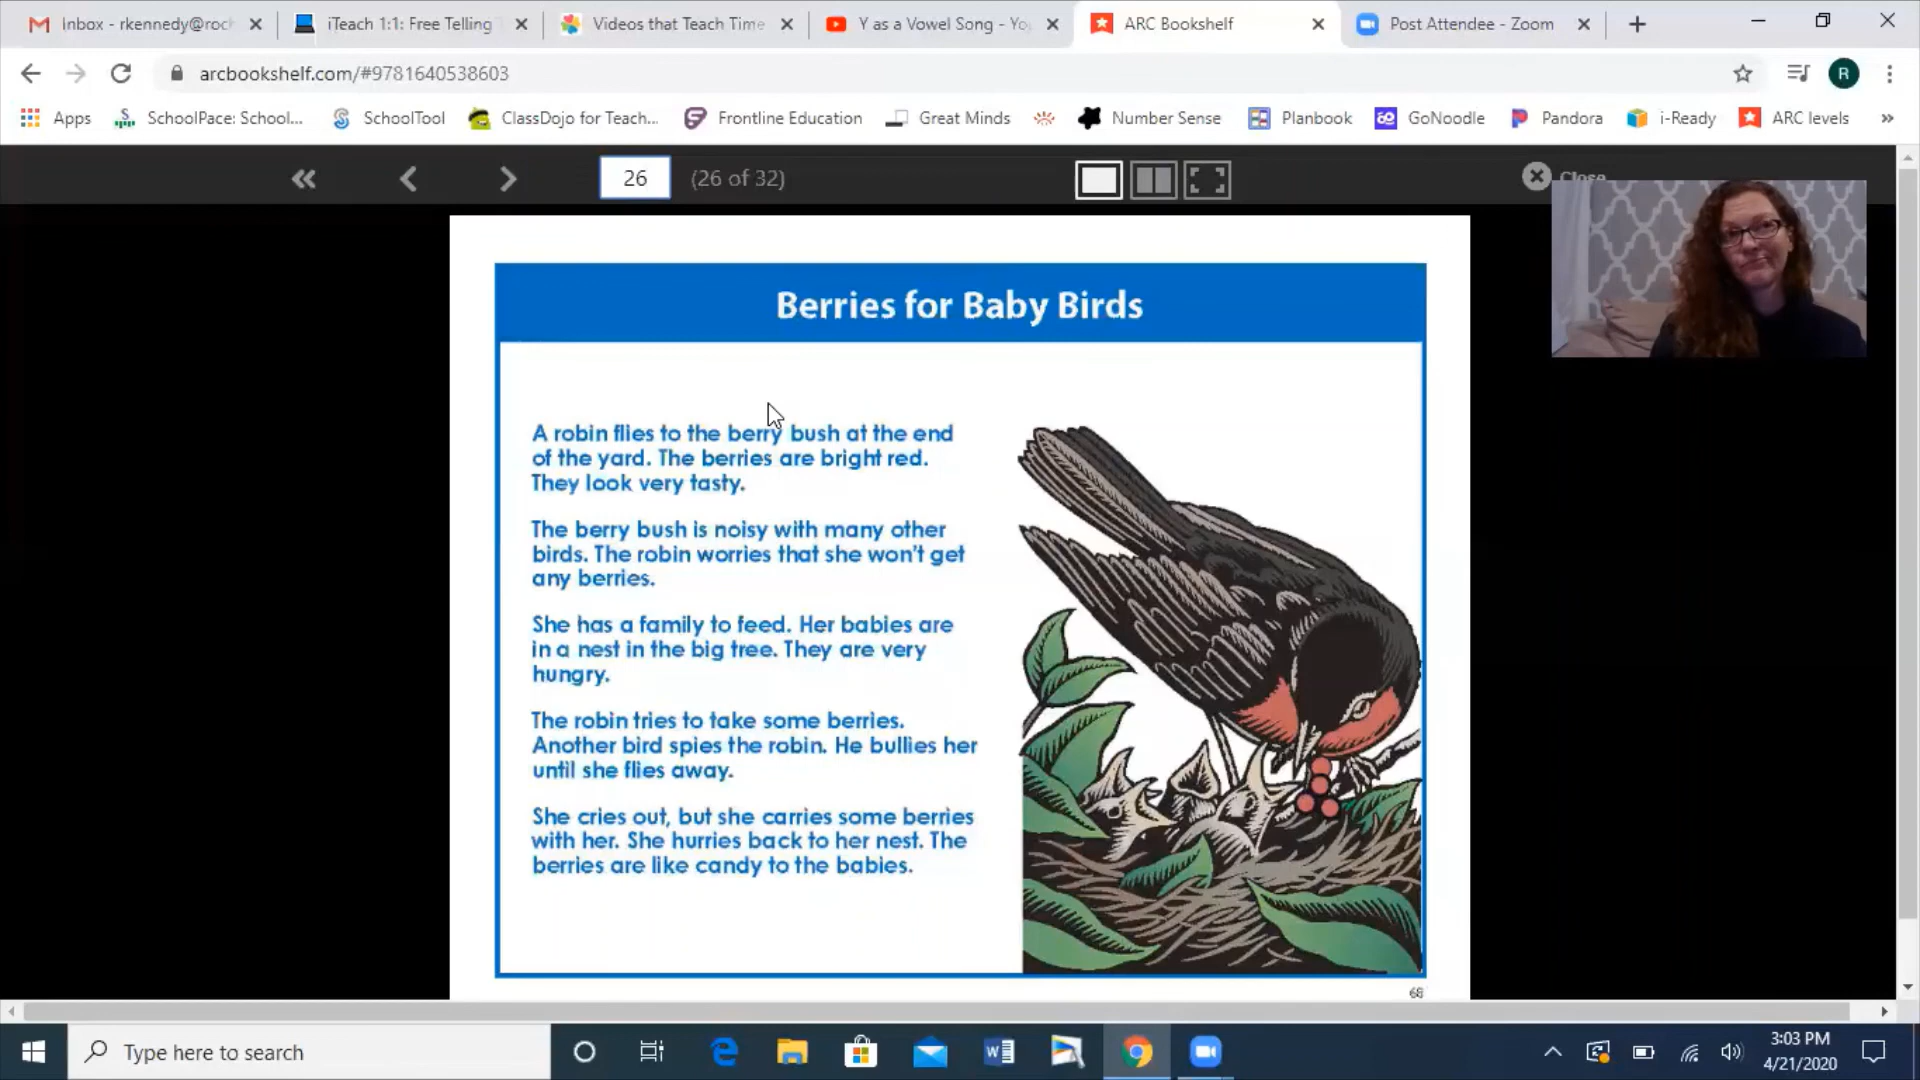 Inbox - rkennedy@roch
iTeach 1:1: Free Telling T
Videos that Teach Time
Y as a Vowel Song - You
ARC Bookshelf
Post Attendee - Zoom
arcbookshelf.com/#9781640538603
R
Apps
SchoolPace: School...
SchoolTool
ClassDojo for Teach...
Frontline Education
Great Minds
Number Sense
Planbook
GoNoodle
Pandora
i-Ready
ARC levels
26 (26 of 32)
Close
Berries for Baby Birds
A robin flies to the berry bush at the end
of the yard. The berries are bright red.
They look very tasty.
The berry bush is noisy with many other
birds. The robin worries that she won't get
any berries.
She has a family to feed. Her babies are
in a nest in the big tree. They are very
hungry.
The robin tries to take some berries.
Another bird spies the robin. He bullies her
until she flies away.
She cries out, but she carries some berries
with her. She hurries back to her nest. The
berries are like candy to the babies.
68
Type here to search
3:03 PM
4/21/2020